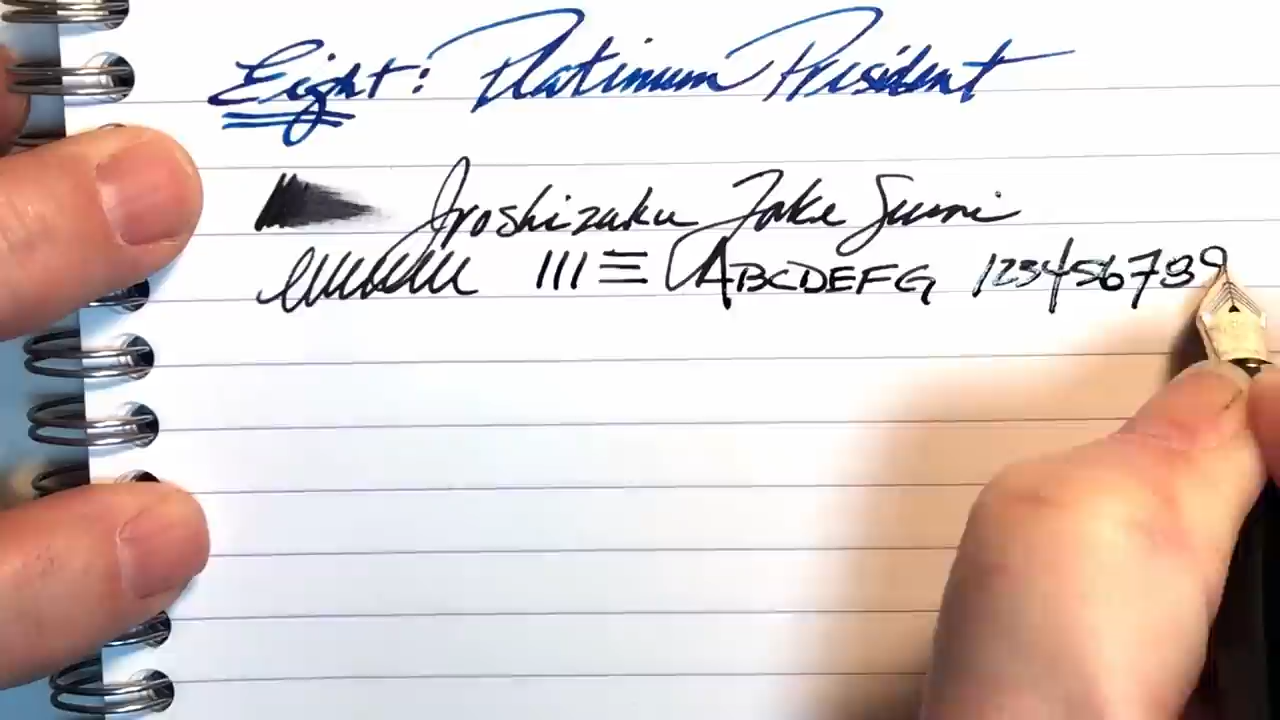 Eight: Platinum President
Iroshizuku Take Sumi
ABCDEFG 123456789